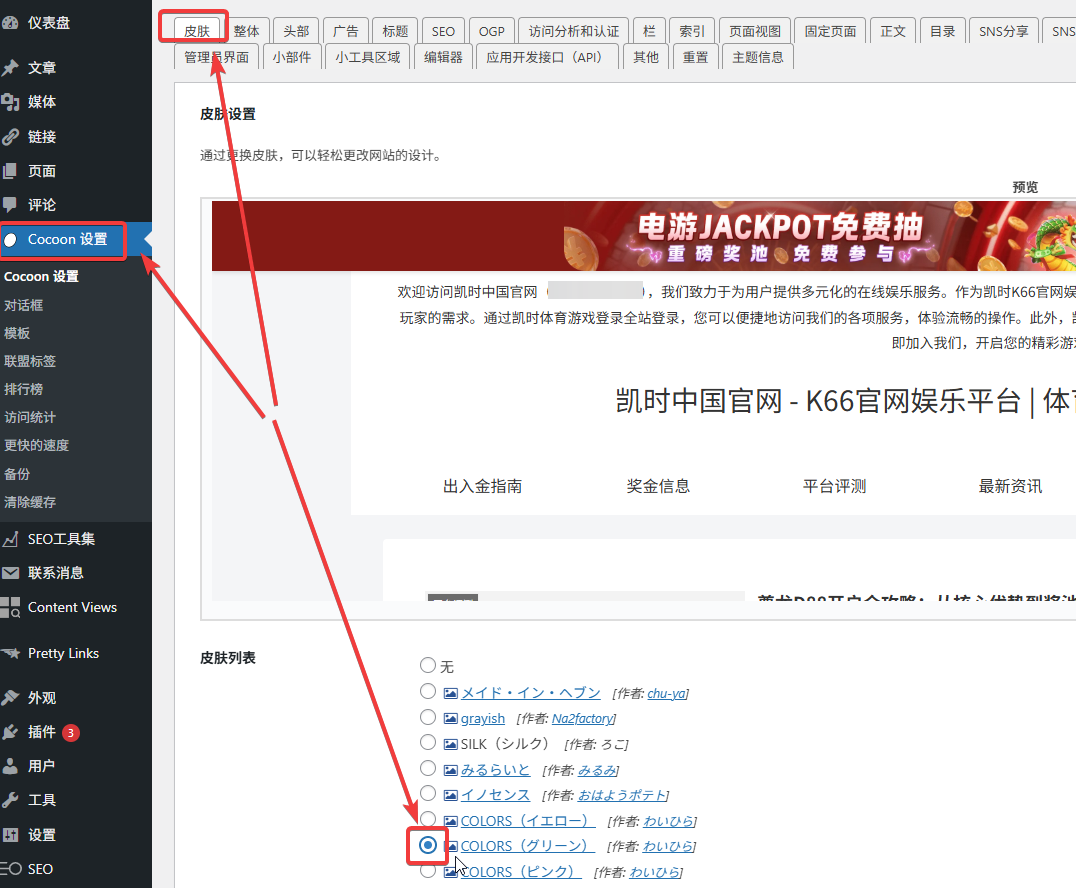 仪表盘
文章
媒体
链接
页面
评论
Cocoon 设置
Cocoon 设置
对话框
模板
联盟标签
排行榜
访问统计
更快的速度
备份
清除缓存
SEO工具集
联系消息
Content Views
Pretty Links
外观
插件 3
用户
工具
设置
SEO
皮肤 整体 头部 广告 标题 SEO OGP 访问分析和认证 栏 索引 页面视图 固定页面 正文 目录 SNS分享 SNS
管理员界面 小部件 小工具区域 编辑器 应用开发接口（API） 其他 重置 主题信息
皮肤设置
通过更换皮肤，可以轻松更改网站的设计。
预览
电游JACKPOT免费抽
重磅奖池 免费参与
欢迎访问凯时中国官网（ ），我们致力于为用户提供多元化的在线娱乐服务。作为凯时K66官网娱
玩家的需求。通过凯时体育游戏登录全站登录，您可以便捷地访问我们的各项服务，体验流畅的操作。此外，
即加入我们，开启您的精彩游
凯时中国官网 - K66官网娱乐平台 | 体
出入金指南 奖金信息 平台评测 最新资讯
皮肤列表
无
メイド・イン・ヘブン [作者: chu-ya]
grayish [作者: Na2factory]
SILK（シルク） [作者: ろこ]
みるらいと [作者: みるみ]
イノセンス [作者: おはようポテト]
COLORS（イエロー） [作者: わいひら]
COLORS（グリーン） [作者: わいひら]
COLORS（ピンク） [作者: わいひら]